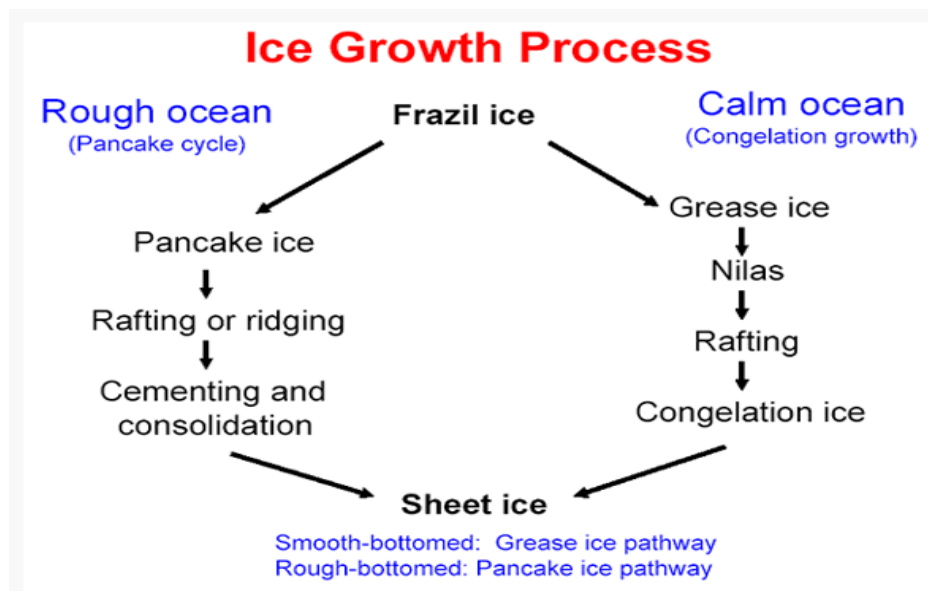 Ice Growth Process
Rough ocean
(Pancake cycle)
Frazil ice
Calm ocean
(Congelation growth)
Pancake ice
Rafting or ridging
Cementing and
consolidation
Grease ice
Nilas
Rafting
Congelation ice
Sheet ice
Smooth-bottomed: Grease ice pathway
Rough-bottomed: Pancake ice pathway